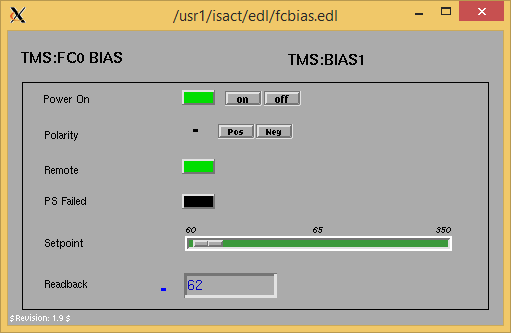 /usr1/isact/edl/fcbias.edl
TMS:FC0 BIAS TMS:BIAS1
Power On on off
Polarity - Pos Neg
Remote
PS Failed
60 65 350
Setpoint
Readback - 62
$Revision: 1.9 $